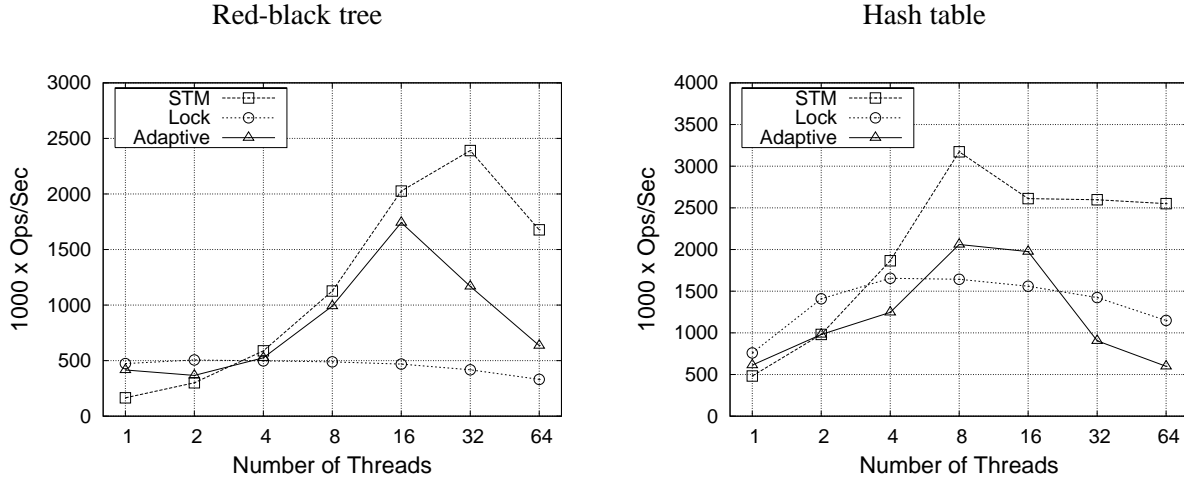 Red-black tree
3000
2500
2000
1500
1000
500
0
1000 x Ops/Sec
STM
Lock
Adaptive
1 2 4 8 16 32 64
Number of Threads
Hash table
4000
3500
3000
2500
2000
1500
1000
500
0
1000 x Ops/Sec
STM
Lock
Adaptive
1 2 4 8 16 32 64
Number of Threads